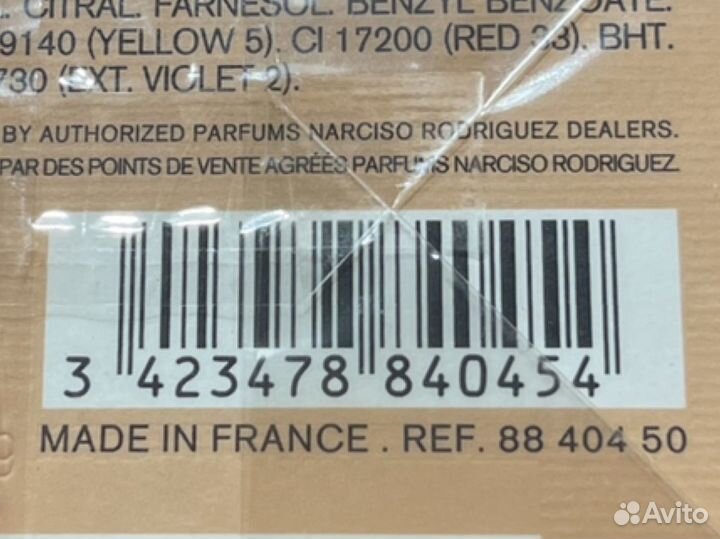 CITRAL. FARNESOL. BENZYL BENZOATE.
9140 (YELLOW 5). CI 17200 (RED 33). BHT.
730 (EXT. VIOLET 2).
BY AUTHORIZED PARFUMS NARCISO RODRIGUEZ DEALERS.
PAR DES POINTS DE VENTE AGRÉÉS PARFUMS NARCISO RODRIGUEZ.
3 423478 840454
MADE IN FRANCE . REF. 88 404 50
Avito